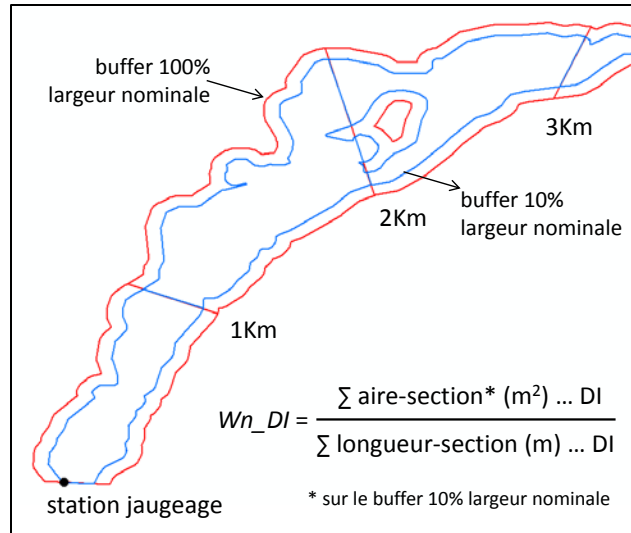 buffer 100%
largeur nominale
3Km
buffer 10%
largeur nominale
2Km
1Km
Wn_DI = ∑ aire-section* (m²) ... DI
∑ longueur-section (m) ... DI
station jaugeage
* sur le buffer 10% largeur nominale